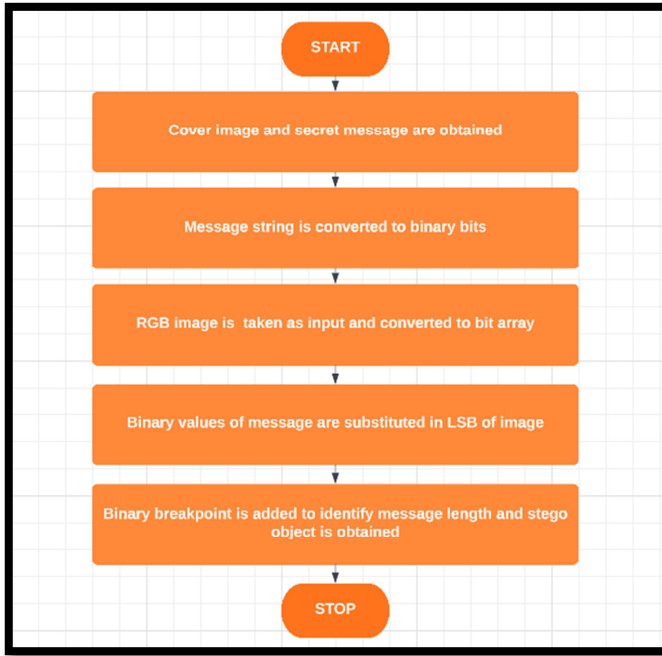 START
Cover image and secret message are obtained
Message string is converted to binary bits
RGB image is taken as input and converted to bit array
Binary values of message are substituted in LSB of image
Binary breakpoint is added to identify message length and stego
object is obtained
STOP